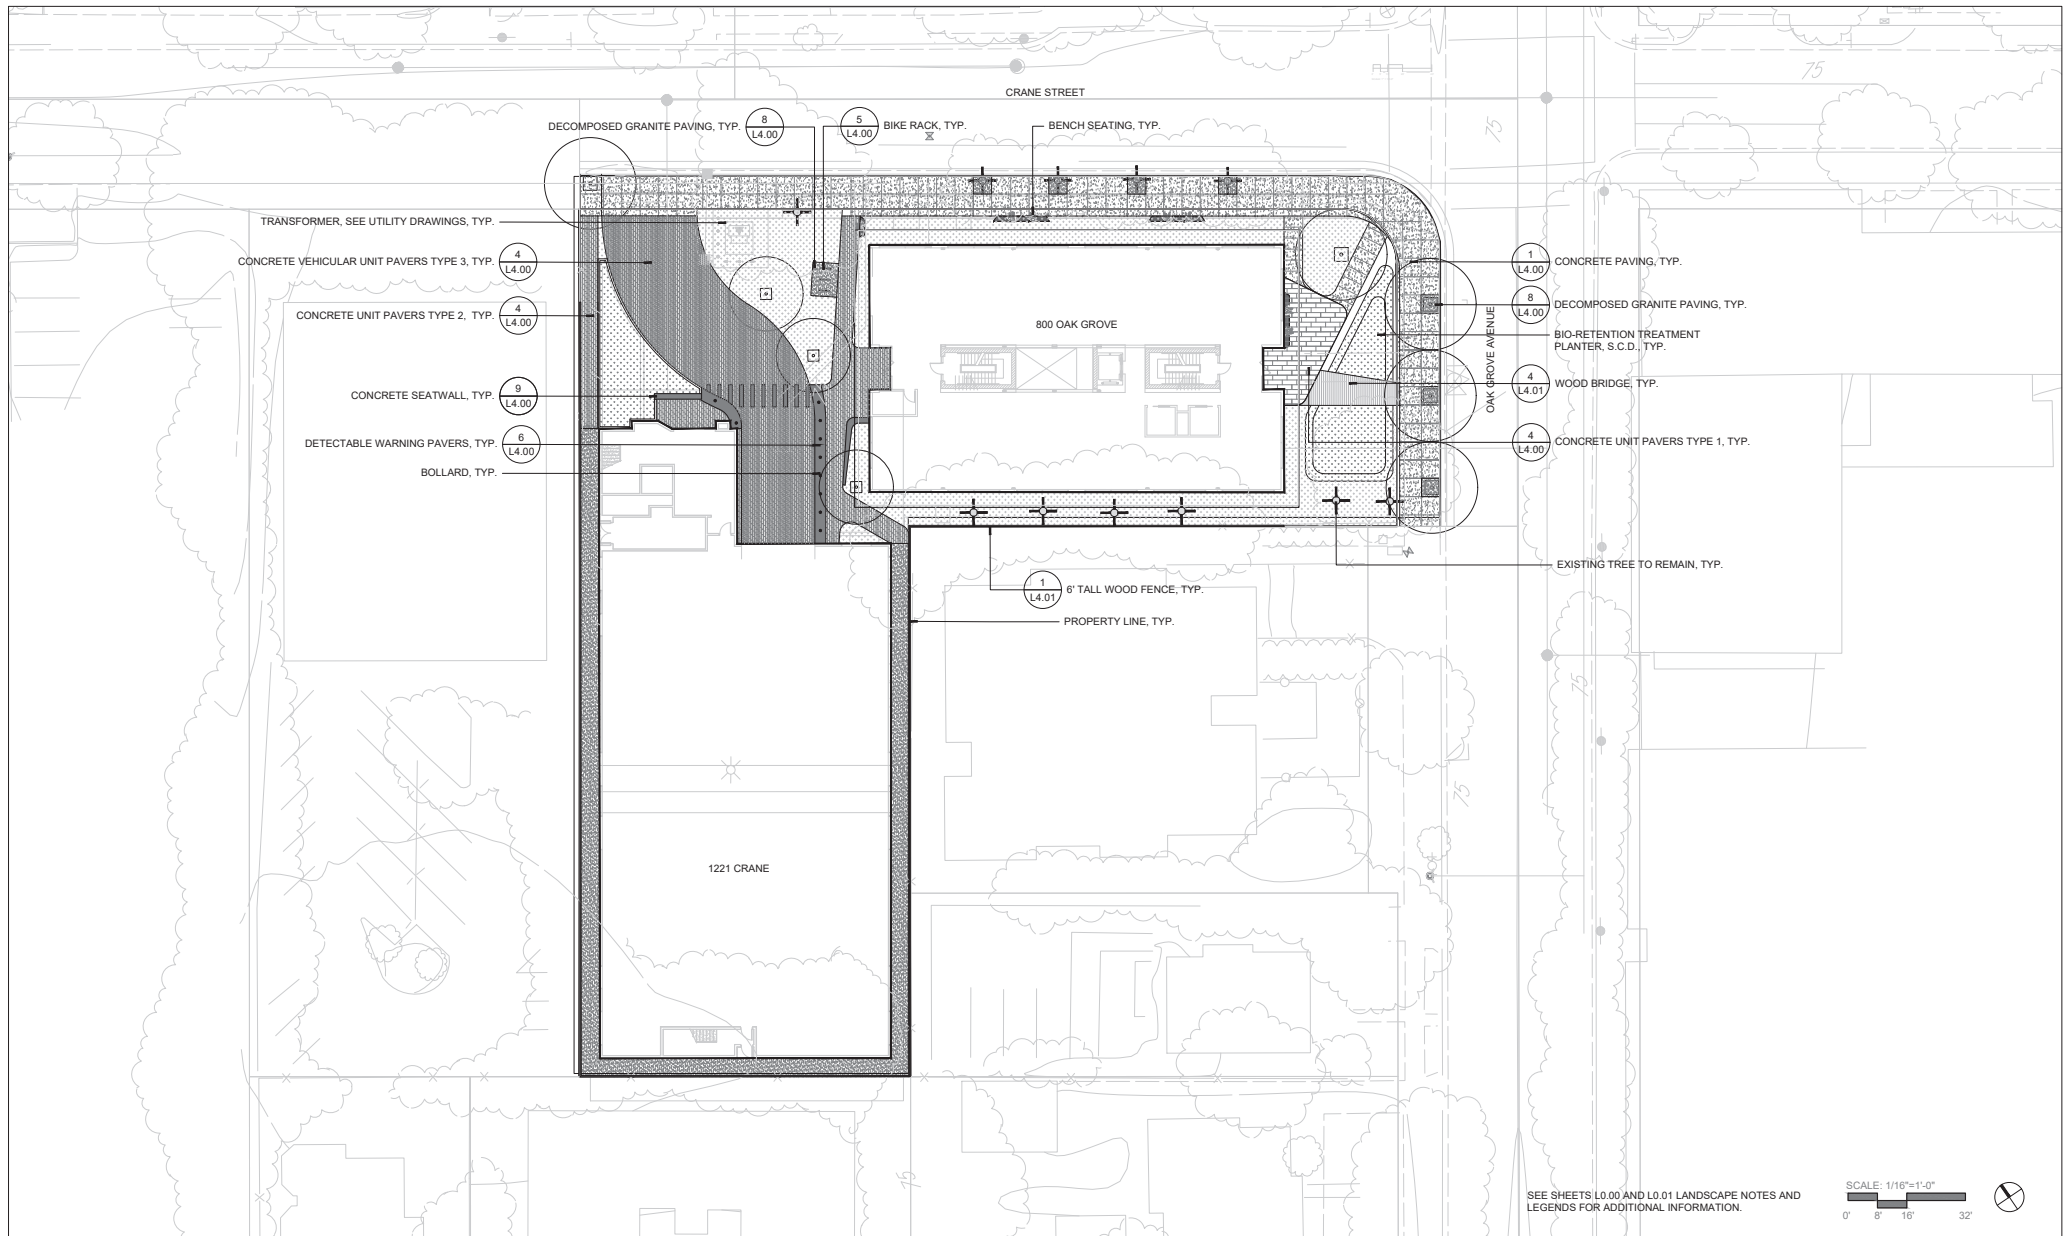 75
CRANE STREET
DECOMPOSED GRANITE PAVING, TYP.
8
L4.00
5
L4.00
BIKE RACK, TYP.
BENCH SEATING, TYP.
75
TRANSFORMER, SEE UTILITY DRAWINGS, TYP.
CONCRETE VEHICULAR UNIT PAVERS TYPE 3, TYP.
4
L4.00
CONCRETE UNIT PAVERS TYPE 2, TYP.
4
L4.00
CONCRETE SEATWALL, TYP.
9
L4.00
DETECTABLE WARNING PAVERS, TYP.
6
L4.00
BOLLARD, TYP.
800 OAK GROVE
OAK GROVE AVENUE
1
L4.00
CONCRETE PAVING, TYP.
8
L4.00
DECOMPOSED GRANITE PAVING, TYP.
BIO-RETENTION TREATMENT
PLANTER, S.C.D., TYP.
4
L4.01
WOOD BRIDGE, TYP.
4
L4.00
CONCRETE UNIT PAVERS TYPE 1, TYP.
EXISTING TREE TO REMAIN, TYP.
1
L4.01
6' TALL WOOD FENCE, TYP.
PROPERTY LINE, TYP.
75
75
1221 CRANE
75
SEE SHEETS L0.00 AND L0.01 LANDSCAPE NOTES AND
LEGENDS FOR ADDITIONAL INFORMATION.
SCALE: 1/16"=1'-0"
0' 8' 16' 32'